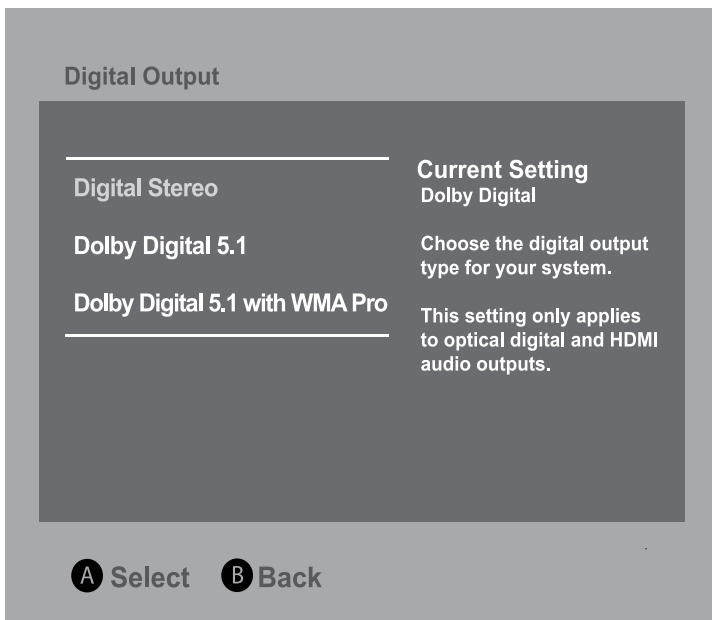 Digital Output
Digital Stereo
Dolby Digital 5.1
Dolby Digital 5.1 with WMA Pro
Current Setting
Dolby Digital
Choose the digital output
type for your system.
This setting only applies
to optical digital and HDMI
audio outputs.
A Select B Back